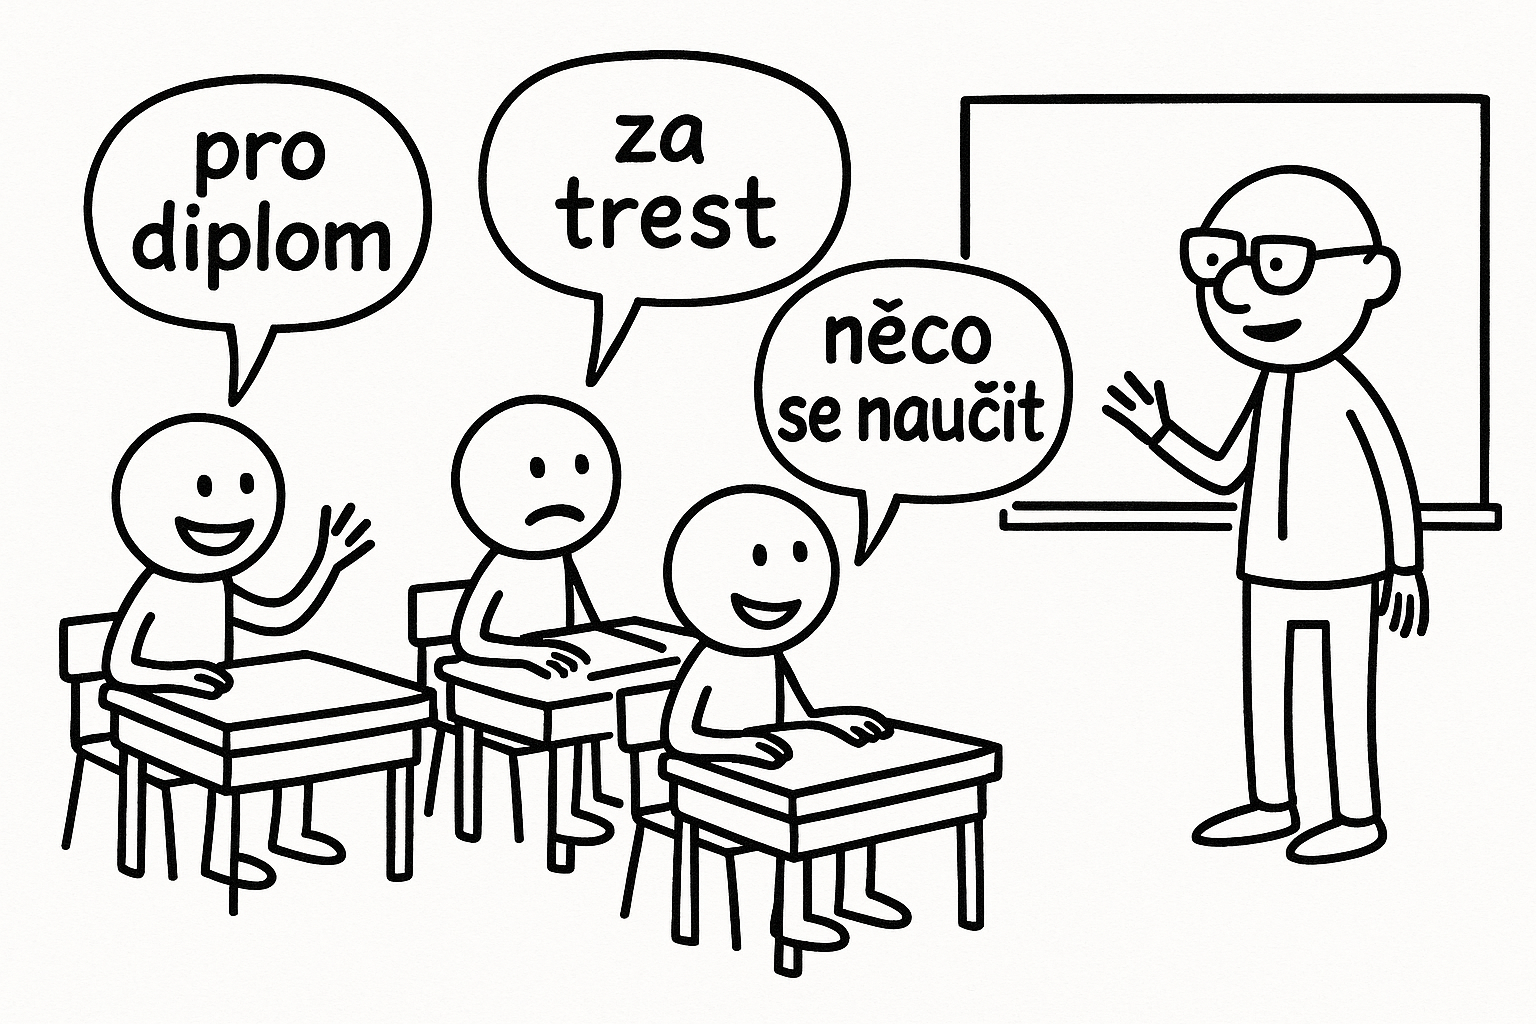 pro
diplom
za
trest
něco
se naučit